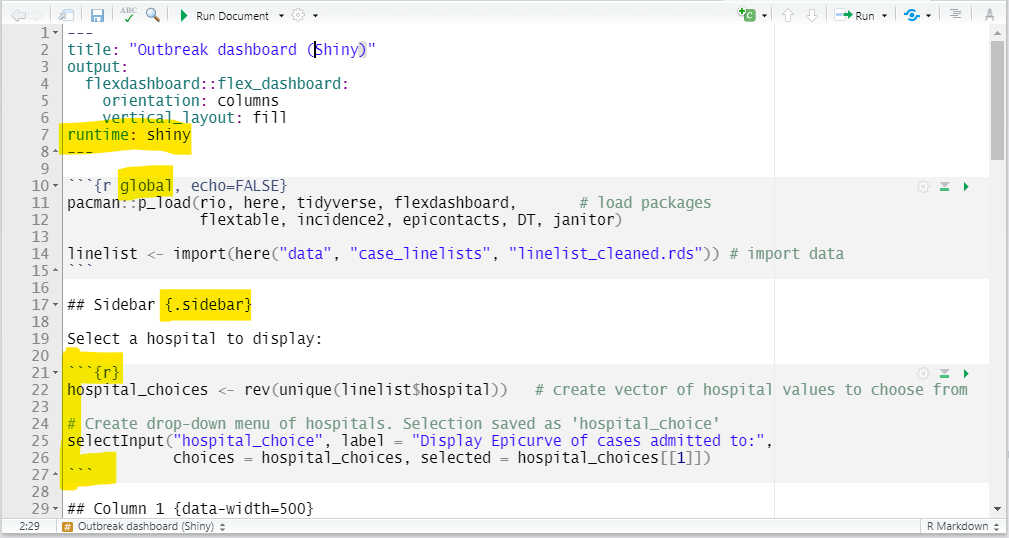 ABC Run Document Run
1 ---
2 title: "Outbreak dashboard (Shiny)"
3 output:
4   flexdashboard::flex_dashboard:
5     orientation: columns
6     vertical_layout: fill
7 runtime: shiny
8 ---
9
10 ```{r global, echo=FALSE}
11 pacman::p_load(rio, here, tidyverse, flexdashboard,       # load packages
12                flextable, incidence2, epicontacts, DT, janitor)
13
14 linelist <- import(here("data", "case_linelists", "linelist_cleaned.rds")) # import data
15 ```
16
17 ## Sidebar {.sidebar}
18
19 Select a hospital to display:
20
21 ```{r}
22 hospital_choices <- rev(unique(linelist$hospital))   # create vector of hospital values to choose from
23
24 # Create drop-down menu of hospitals. Selection saved as 'hospital_choice'
25 selectInput("hospital_choice", label = "Display Epicurve of cases admitted to:",
26             choices = hospital_choices, selected = hospital_choices[[1]])
27 ```
28
29 ## Column 1 {data-width=500}
2:29 # Outbreak dashboard (Shiny) R Markdown